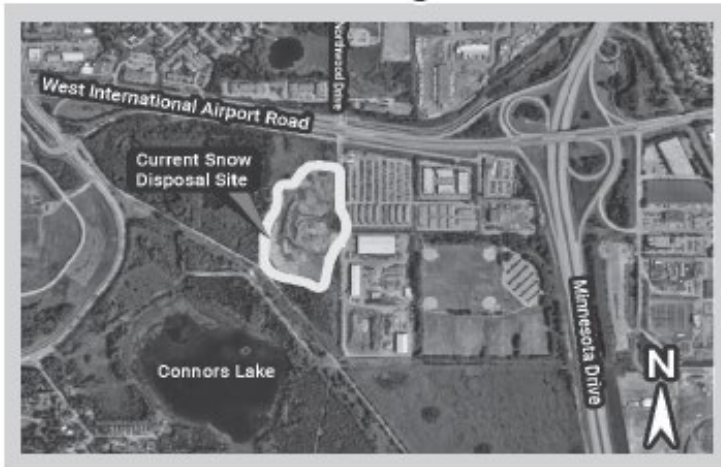 Northwood Drive
West International Airport Road
Current Snow
Disposal Site
Connors Lake
Minnesota Drive
N